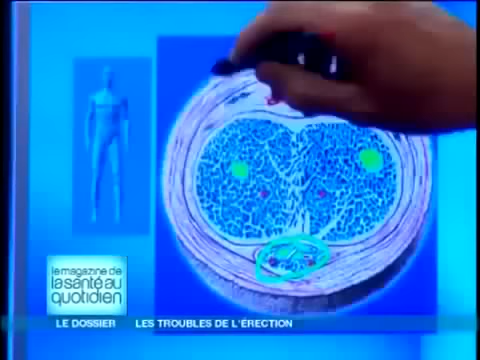 le magazine de
la santé au
quotidien
LE DOSSIER LES TROUBLES DE L'ÉRECTION